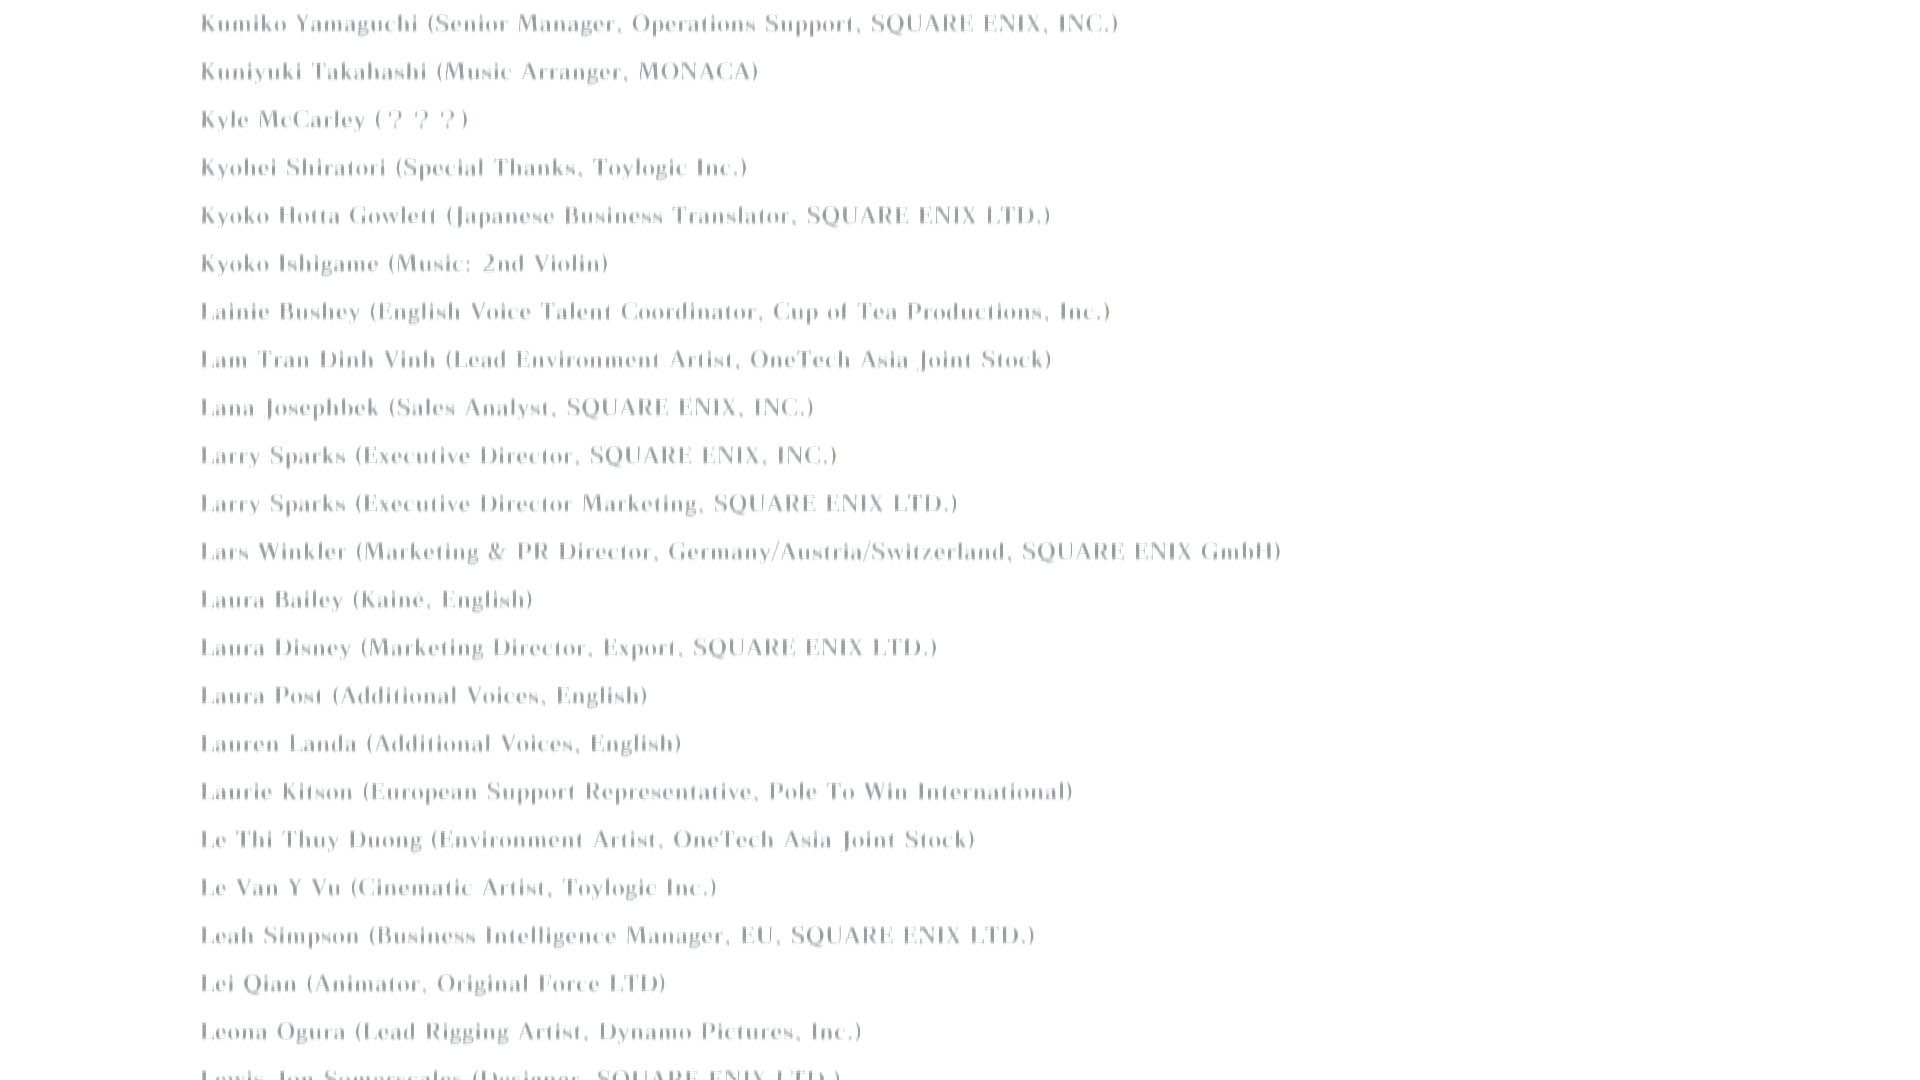 Kumiko Yamaguchi (Senior Manager, Operations Support, SQUARE ENIX, INC.)
Kuniyuki Takahashi (Music Arranger, MONACA)
Kyle McCarley (？？？)
Kyohei Shiratori (Special Thanks, Toylogic Inc.)
Kyoko Hotta Gowlett (Japanese Business Translator, SQUARE ENIX LTD.)
Kyoko Ishigame (Music: 2nd Violin)
Lainie Bushey (English Voice Talent Coordinator, Cup of Tea Productions, Inc.)
Lam Tran Dinh Vinh (Lead Environment Artist, OneTech Asia Joint Stock)
Lana Josephbek (Sales Analyst, SQUARE ENIX, INC.)
Larry Sparks (Executive Director, SQUARE ENIX, INC.)
Larry Sparks (Executive Director Marketing, SQUARE ENIX LTD.)
Lars Winkler (Marketing & PR Director, Germany/Austria/Switzerland, SQUARE ENIX GmbH)
Laura Bailey (Kainé, English)
Laura Disney (Marketing Director, Export, SQUARE ENIX LTD.)
Laura Post (Additional Voices, English)
Lauren Landa (Additional Voices, English)
Laurie Kitson (European Support Representative, Pole To Win International)
Le Thi Thuy Duong (Environment Artist, OneTech Asia Joint Stock)
Le Van Y Vu (Cinematic Artist, Toylogic Inc.)
Leah Simpson (Business Intelligence Manager, EU, SQUARE ENIX LTD.)
Lei Qian (Animator, Original Force LTD)
Leona Ogura (Lead Rigging Artist, Dynamo Pictures, Inc.)
Lewis Jon Somerscales (Designer, SQUARE ENIX LTD.)